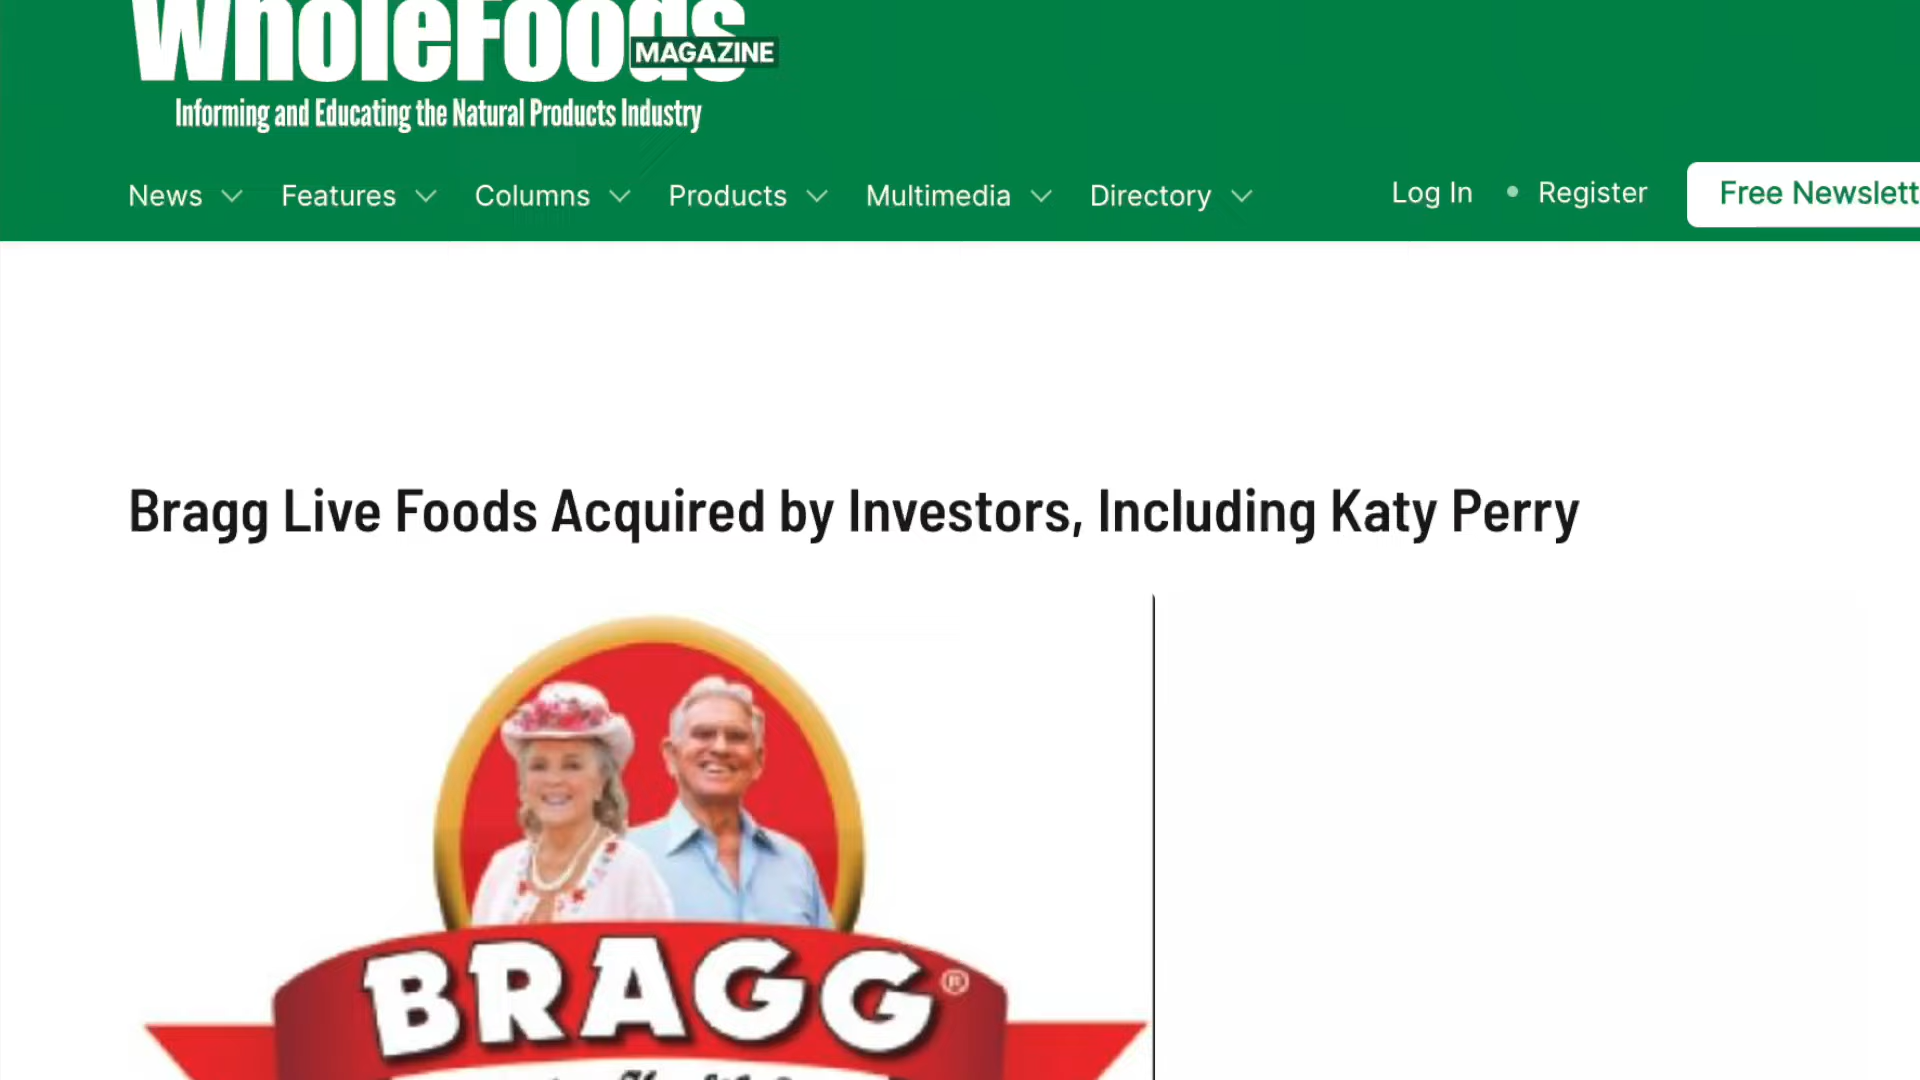 WholeFoods
MAGAZINE
Informing and Educating the Natural Products Industry
News Features Columns Products Multimedia Directory Log In • Register Free Newslett
Bragg Live Foods Acquired by Investors, Including Katy Perry
BRAGG®